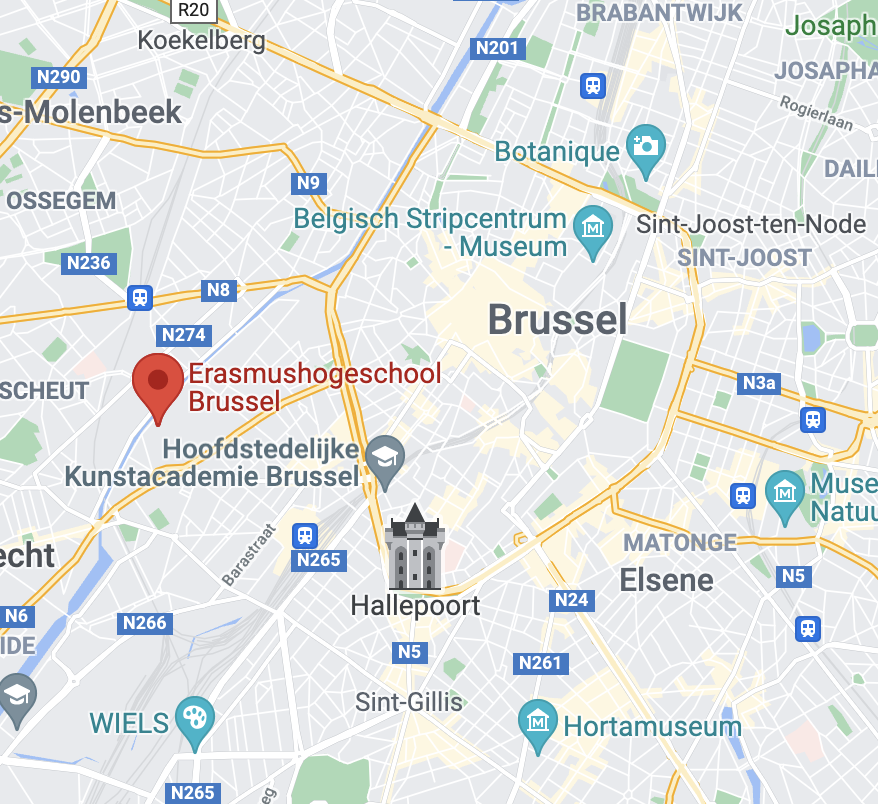 R20
BRABANTWIJK
Josaph
Koekelberg
N201
N290
JOSAPHA
s-Molenbeek
Rogierlaan
Botanique
DAILI
N9
OSSEGEM
Belgisch Stripcentrum
- Museum
Sint-Joost-ten-Node
SINT-JOOST
N236
N8
Brussel
N274
Erasmushogeschool
Brussel
SCHEUT
N3a
Hoofdstedelijke
Kunstacademie Brussel
Muse
Natuu
Barastraat
MATONGE
echt
N265
Elsene
N5
N24
Hallepoort
N6
N266
IDE
N5
N261
Sint-Gillis
WIELS
Hortamuseum
N265
eg